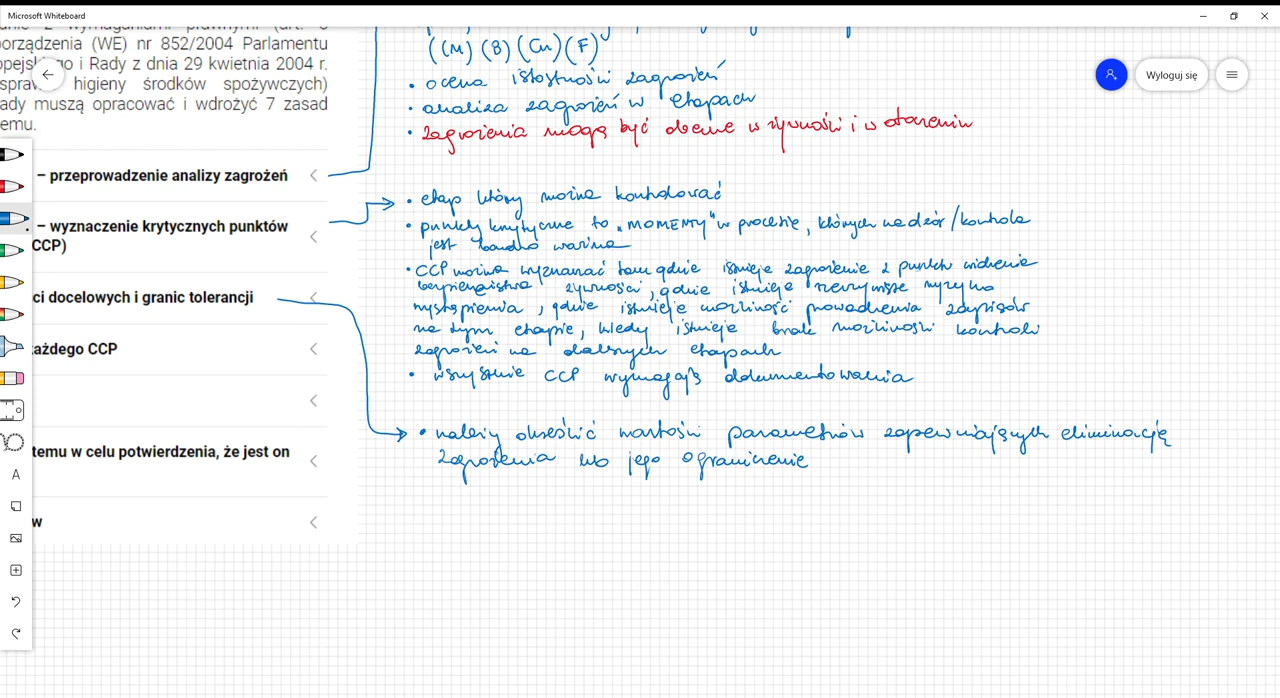 Microsoft Whiteboard
porządzenia (WE) nr 852/2004 Parlamentu
opejskiego i Rady z dnia 29 kwietnia 2004 r.
higieny środków spożywczych)
ady muszą opracować i wdrożyć 7 zasad
emu.
– przeprowadzenie analizy zagrożeń
– wyznaczenie krytycznych punktów
CCP)
ci docelowych i granic tolerancji
każdego CCP
temu w celu potwierdzenia, że jest on
w
(M) (B) (Ch) (F)
• ocena istotności zagrożeń
• analiza zagrożeń w etapach
• zagrożenia mogą być obecne w żywności i w otoczeniu
• etap który można kontrolować
• punkty krytyczne to „MOMENTY" w procesie, których nadzór/kontrola
jest bardzo ważna
• CCP można wyznaczać tam gdzie istnieje zagrożenie z punktu widzenia
bezpieczeństwa żywności, gdzie istnieje rzeczywiste ryzyko
wystąpienia, gdzie istnieje możliwość prowadzenia zapisów
na tym etapie, kiedy istnieje brak możliwości kontroli
zagrożeń na dalszych etapach
• wszystkie CCP wymagają dokumentowania
• należy określić wartości parametrów zapewniających eliminację
zagrożenia lub jego ograniczenie
Wyloguj się